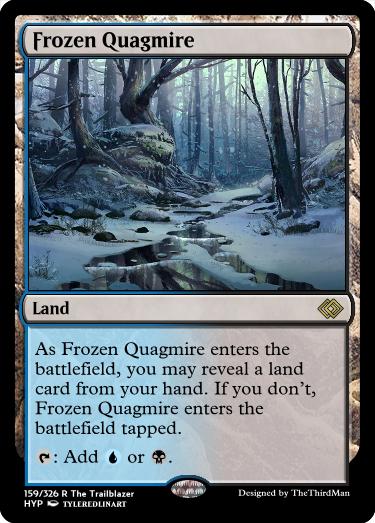 Frozen Quagmire
Land
As Frozen Quagmire enters the
battlefield, you may reveal a land
card from your hand. If you don't,
Frozen Quagmire enters the
battlefield tapped.
: Add or .
159/326 R The Trailblazer
HYP TYLEREDLINART
Designed by TheThirdMan